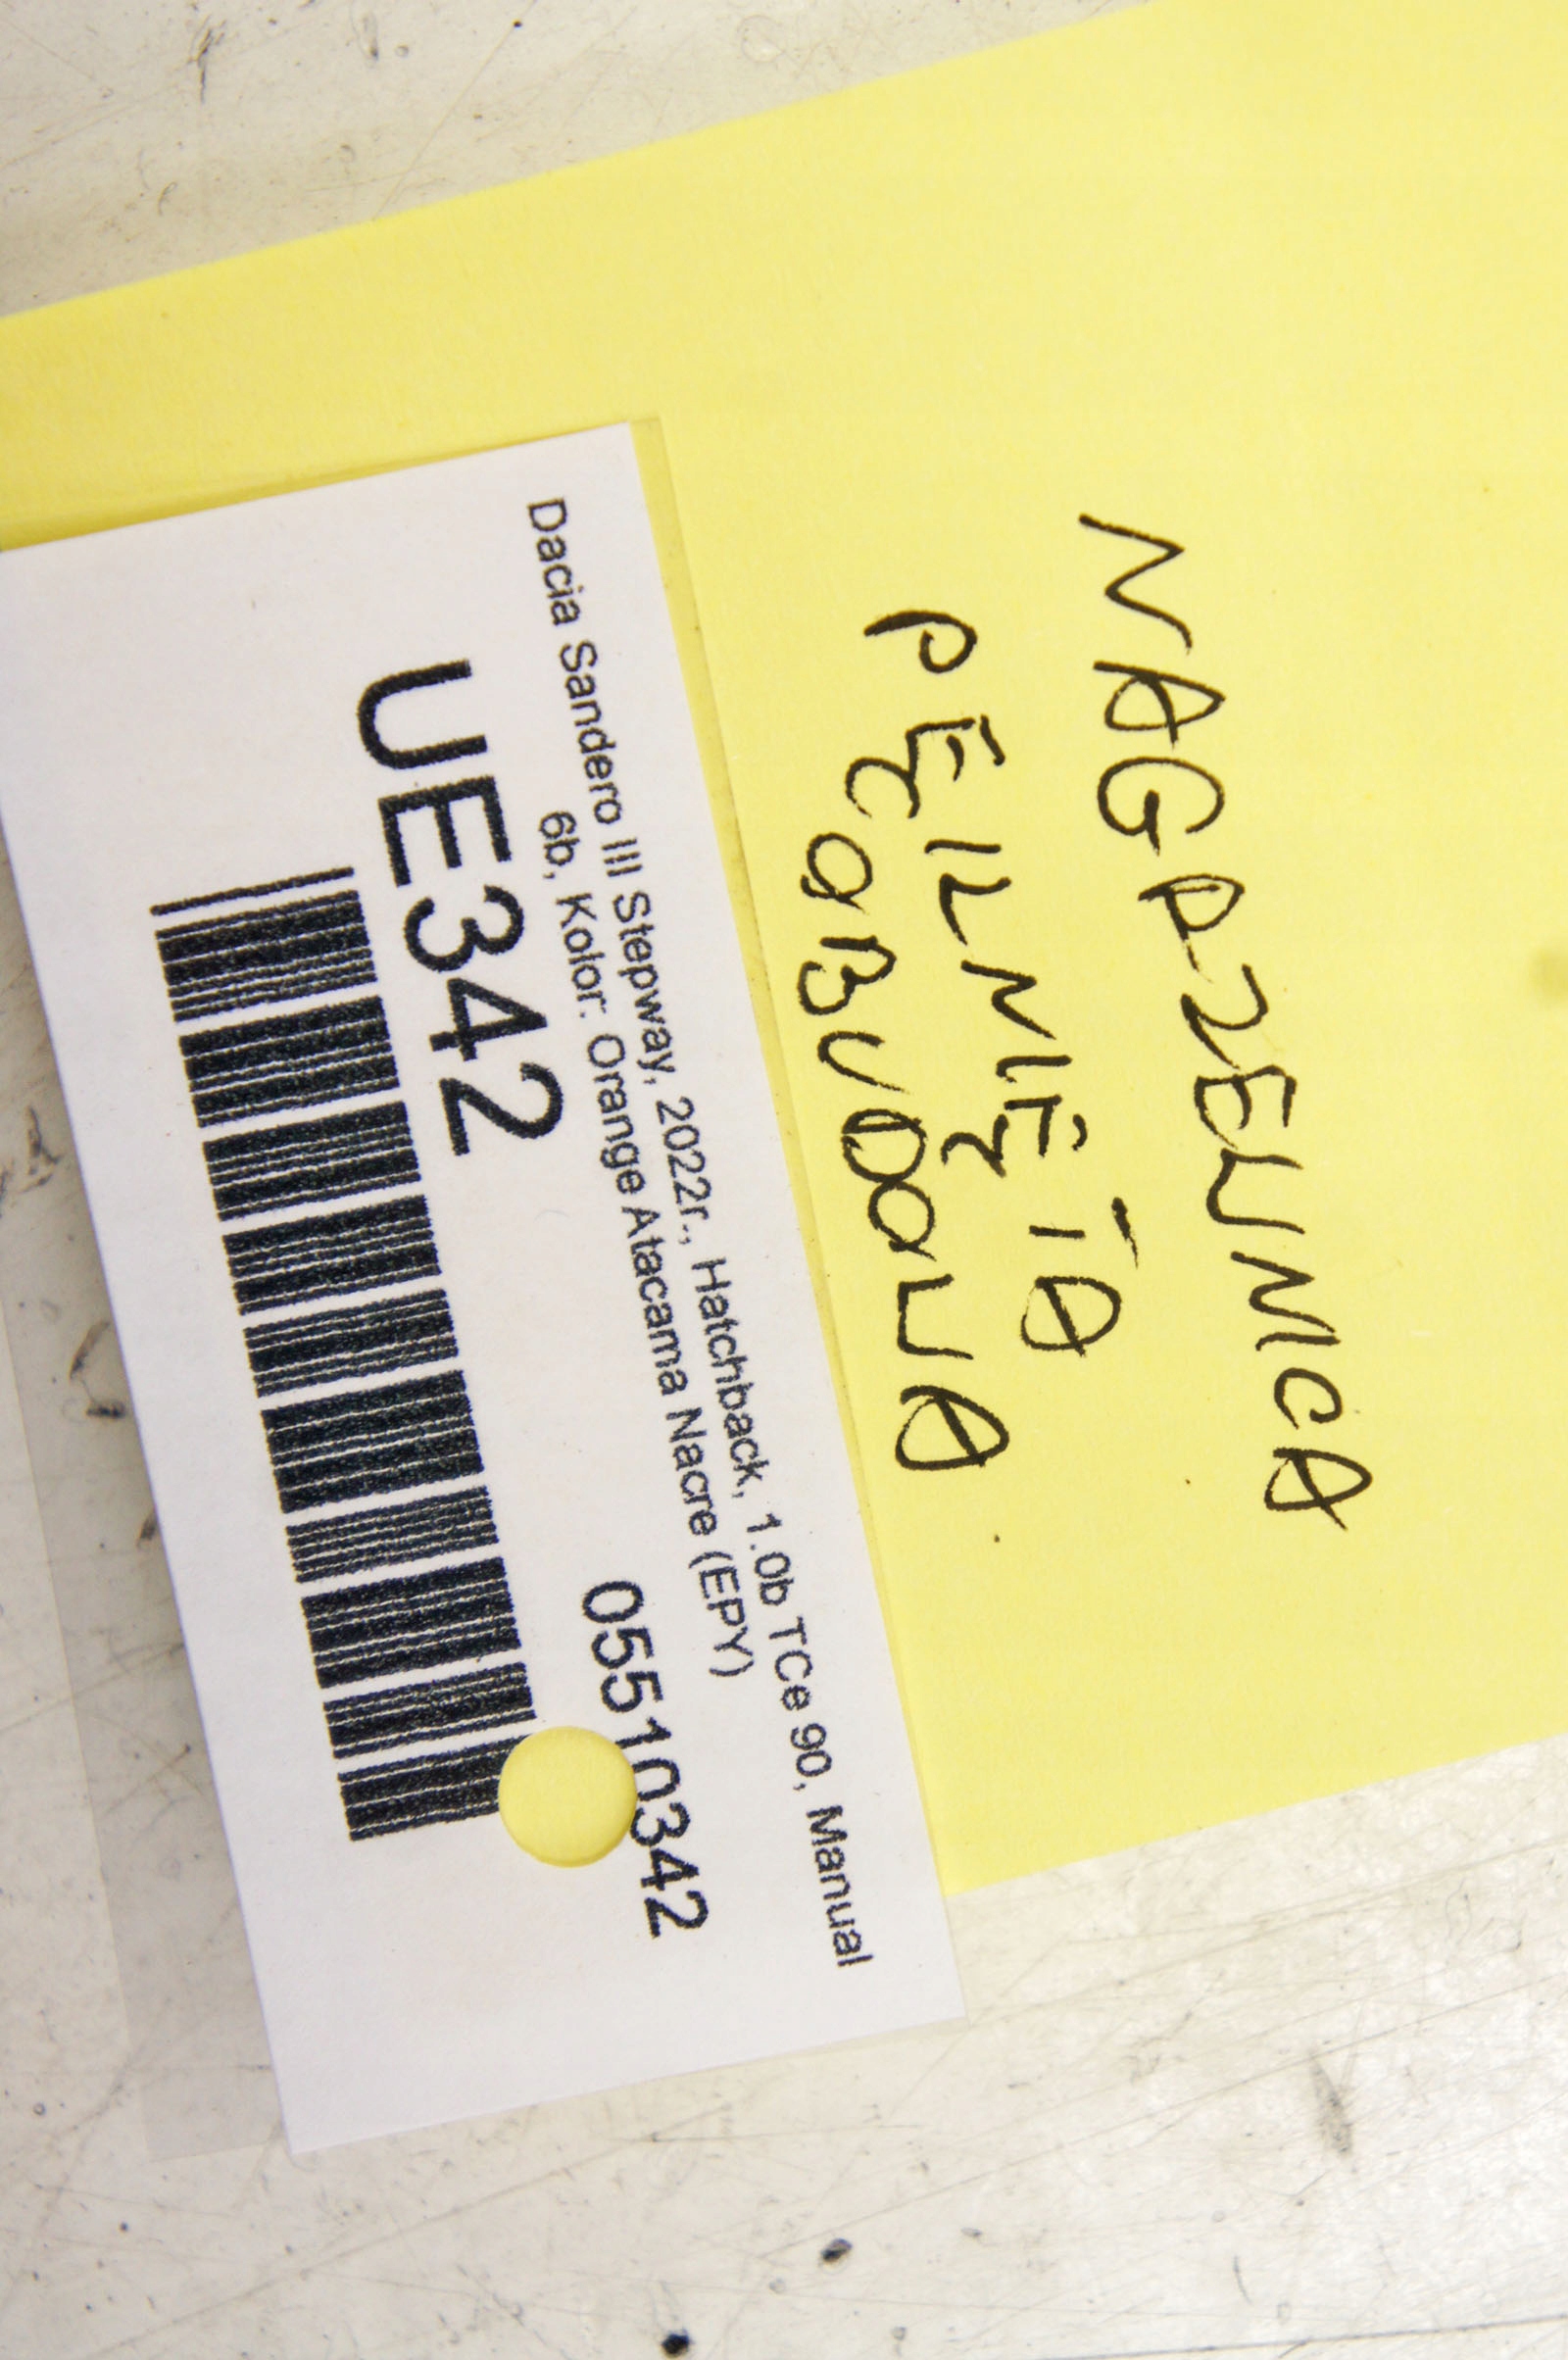 NAGRZEWNICA
PĘKNIĘTA
OBUDOWA
Dacia Sandero III Stepway, 2022r., Hatchback, 1.0b TCe 90, Manual
6b, Kolor: Orange Atacama Nacre (EPY)
UE342 05510342